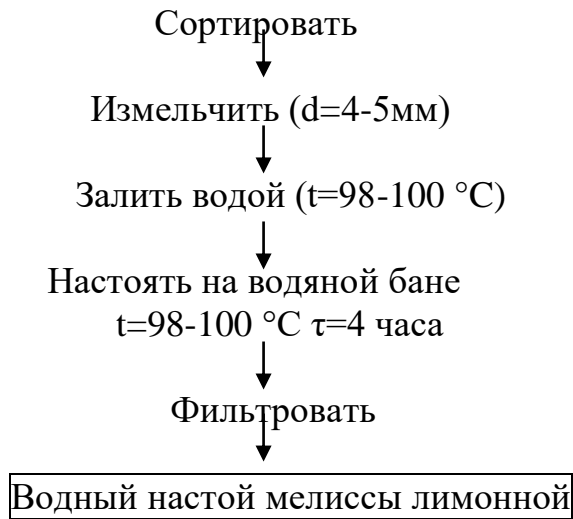 Сортировать
Измельчить (d=4-5мм)
Залить водой (t=98-100 °C)
Настоять на водяной бане
t=98-100 °C τ=4 часа
Фильтровать
Водный настой мелиссы лимонной